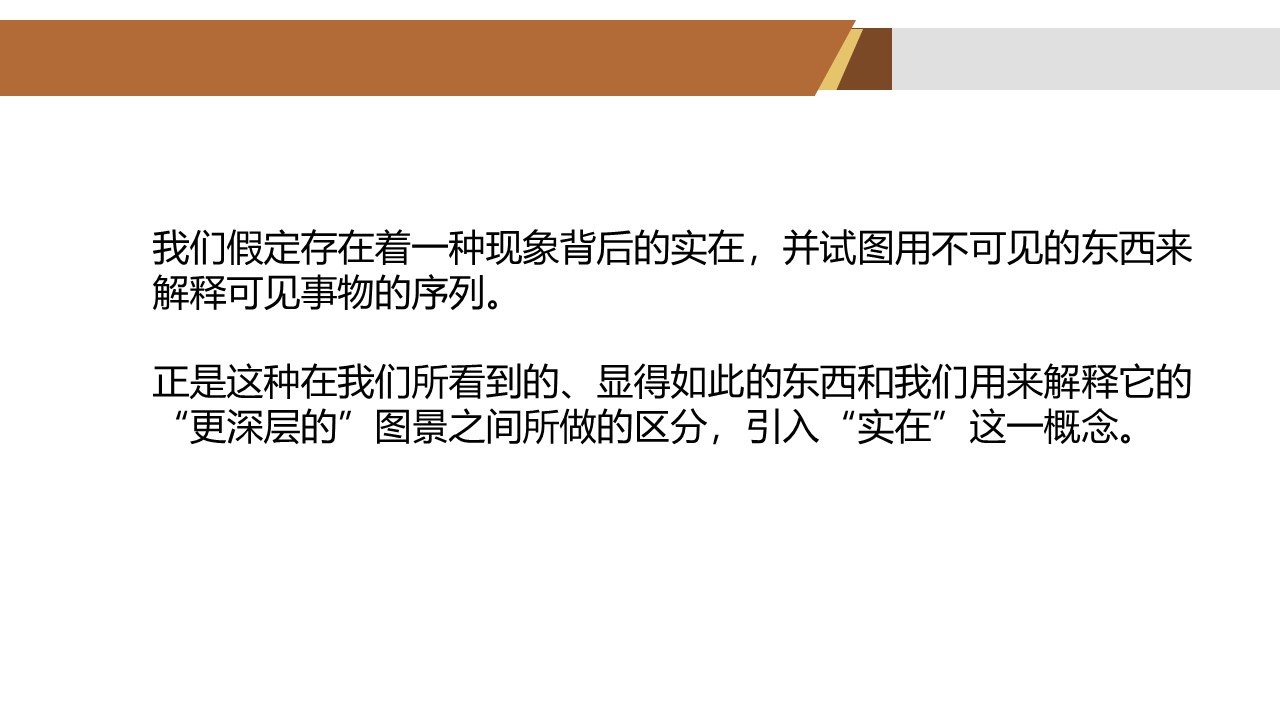 我们假定存在着一种现象背后的实在，并试图用不可见的东西来
解释可见事物的序列。
正是这种在我们所看到的、显得如此的东西和我们用来解释它的
“更深层的”图景之间所做的区分，引入“实在”这一概念。